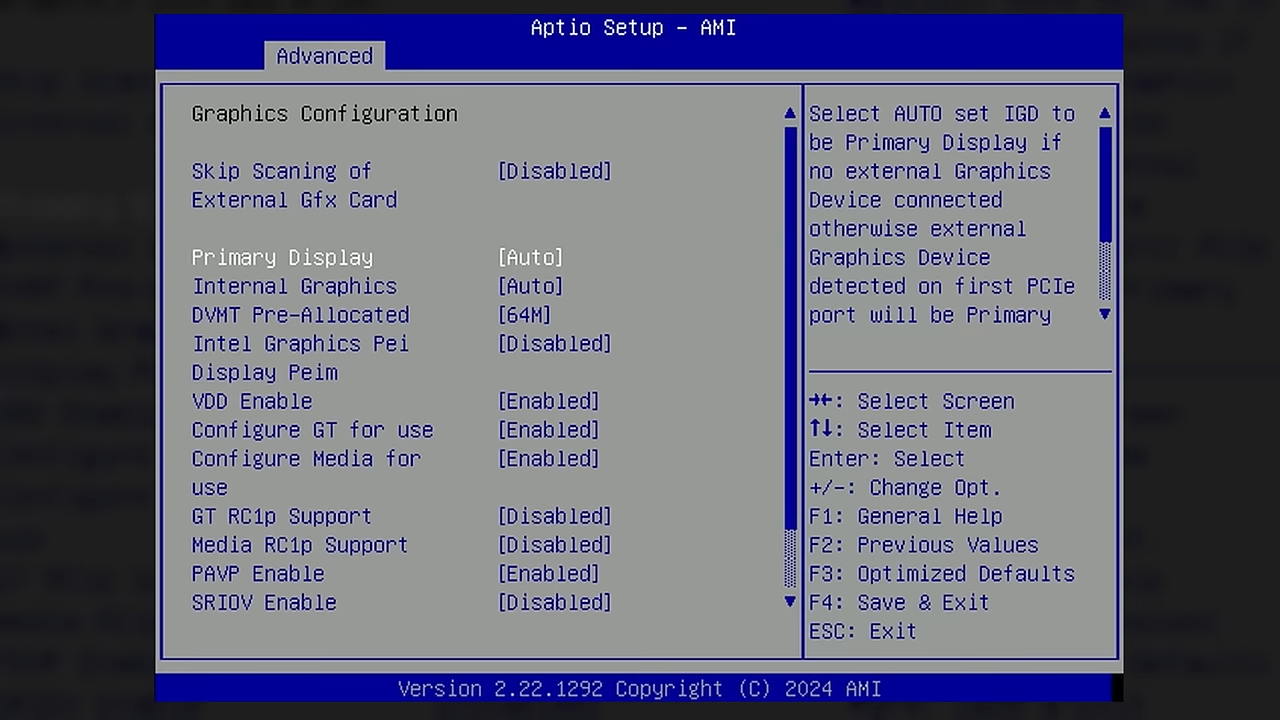 Aptio Setup – AMI
Advanced
Graphics Configuration
Skip Scaning of [Disabled]
External Gfx Card
Primary Display [Auto]
Internal Graphics [Auto]
DVMT Pre-Allocated [64M]
Intel Graphics Pei [Disabled]
Display Peim
VDD Enable [Enabled]
Configure GT for use [Enabled]
Configure Media for [Enabled]
use
GT RC1p Support [Disabled]
Media RC1p Support [Disabled]
PAVP Enable [Enabled]
SRIOV Enable [Disabled]
Select AUTO set IGD to
be Primary Display if
no external Graphics
Device connected
otherwise external
Graphics Device
detected on first PCIe
port will be Primary
→←: Select Screen
↑↓: Select Item
Enter: Select
+/-: Change Opt.
F1: General Help
F2: Previous Values
F3: Optimized Defaults
F4: Save & Exit
ESC: Exit
Version 2.22.1292 Copyright (C) 2024 AMI